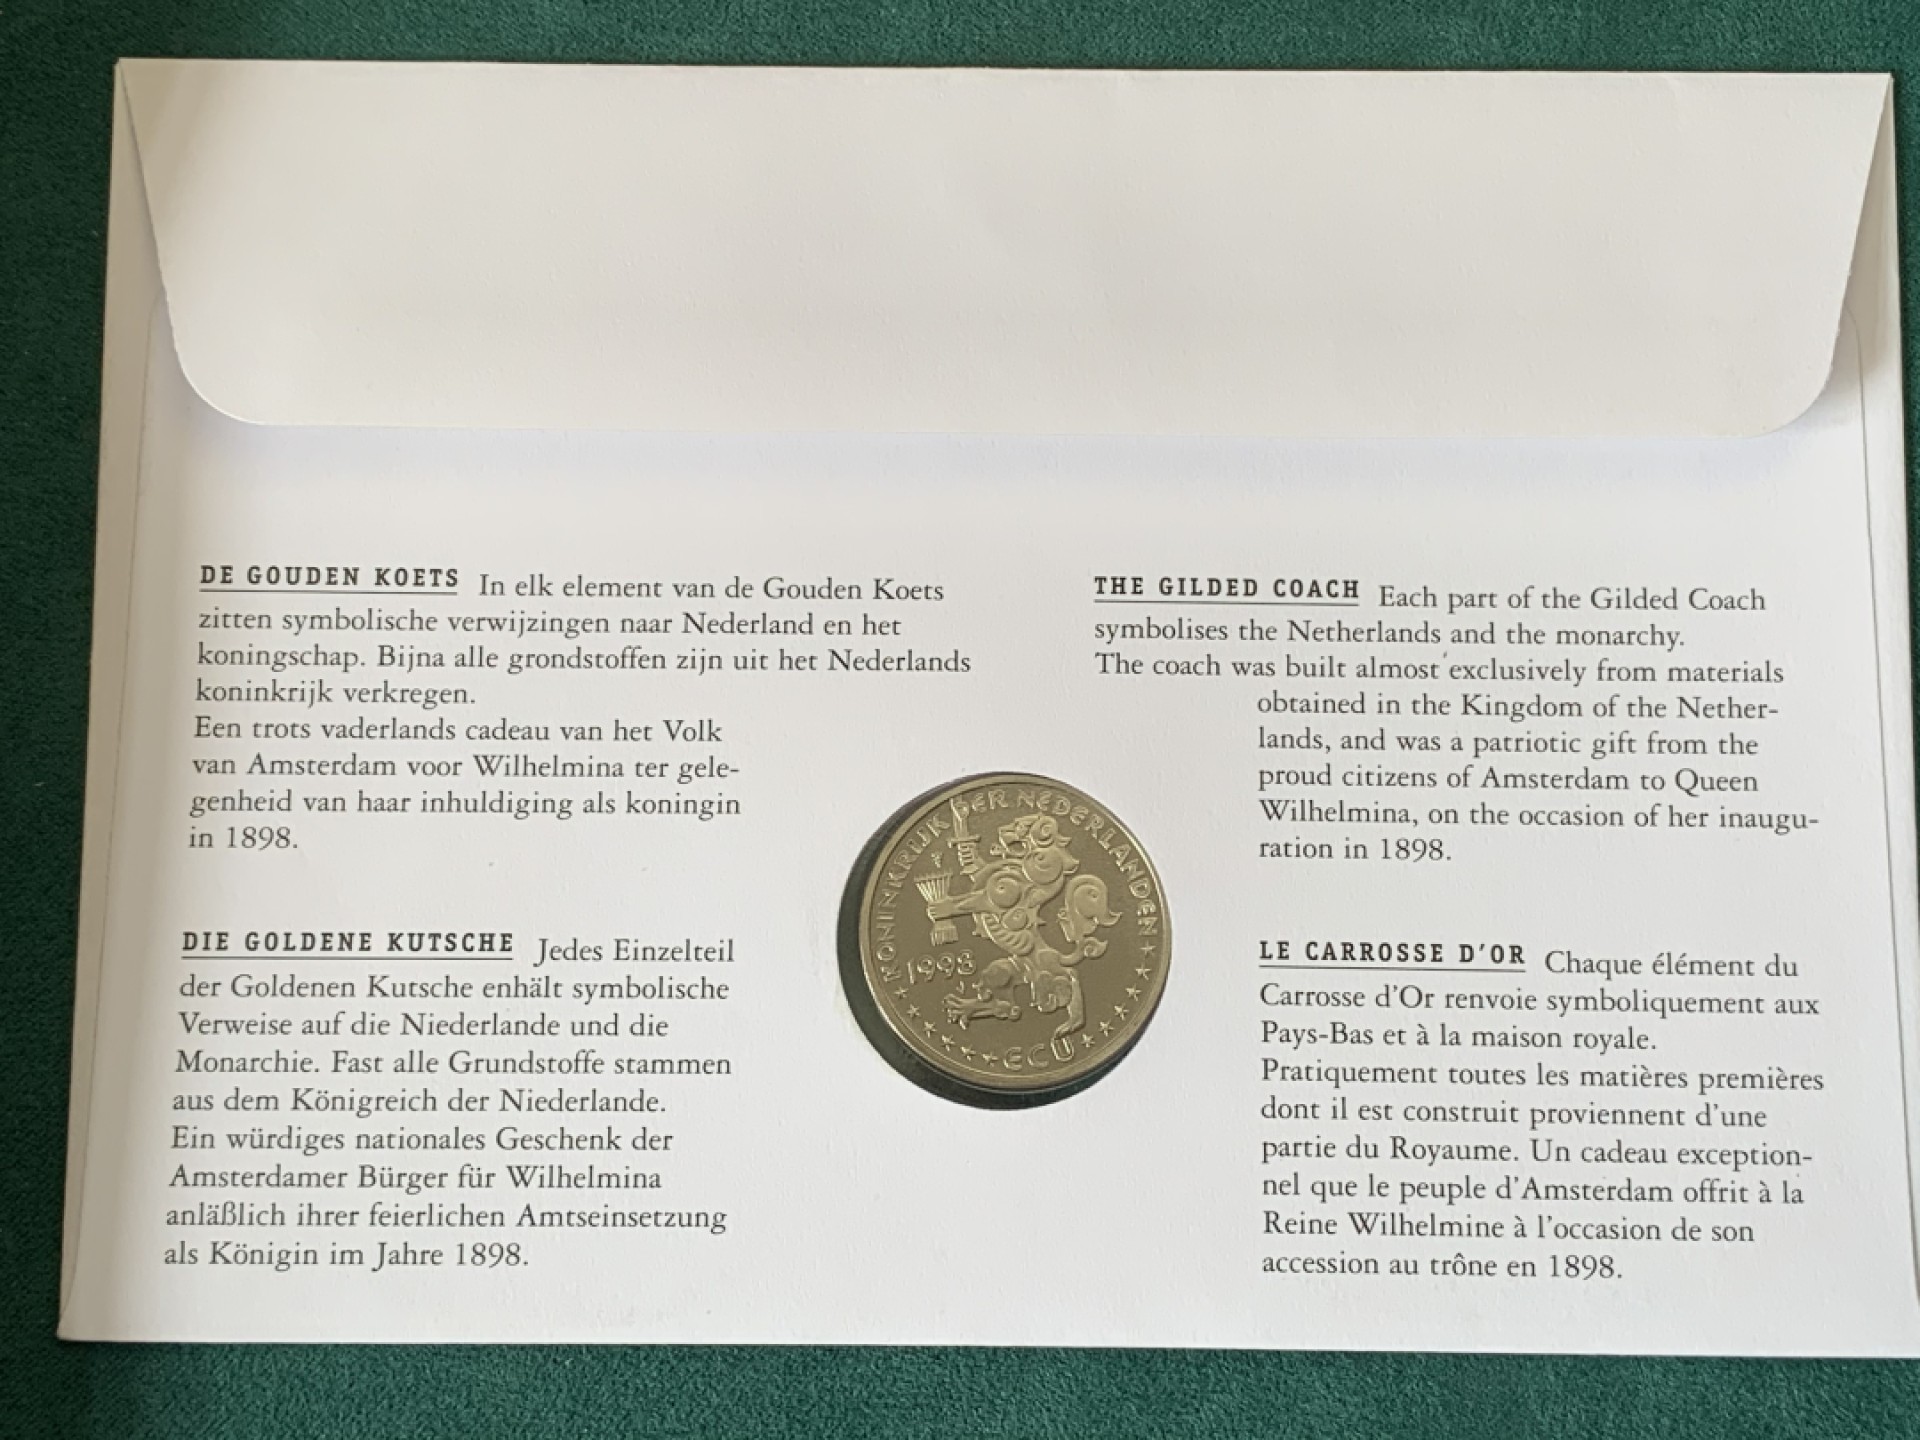 DE GOUDEN KOETS In elk element van de Gouden Koets
zitten symbolische verwijzingen naar Nederland en het
koningschap. Bijna alle grondstoffen zijn uit het Nederlands
koninkrijk verkregen.
Een trots vaderlands cadeau van het Volk
van Amsterdam voor Wilhelmina ter gele-
genheid van haar inhuldiging als koningin
in 1898.
DIE GOLDENE KUTSCHE Jedes Einzelteil
der Goldenen Kutsche enhält symbolische
Verweise auf die Niederlande und die
Monarchie. Fast alle Grundstoffe stammen
aus dem Königreich der Niederlande.
Ein würdiges nationales Geschenk der
Amsterdamer Bürger für Wilhelmina
anläßlich ihrer feierlichen Amtseinsetzung
als Königin im Jahre 1898.
KONINKRIJK DER NEDERLANDEN
1998
ECU
THE GILDED COACH Each part of the Gilded Coach
symbolises the Netherlands and the monarchy.
The coach was built almost exclusively from materials
obtained in the Kingdom of the Nether-
lands, and was a patriotic gift from the
proud citizens of Amsterdam to Queen
Wilhelmina, on the occasion of her inaugu-
ration in 1898.
LE CARROSSE D'OR Chaque élément du
Carrosse d'Or renvoie symboliquement aux
Pays-Bas et à la maison royale.
Pratiquement toutes les matières premières
dont il est construit proviennent d'une
partie du Royaume. Un cadeau exception-
nel que le peuple d'Amsterdam offrit à la
Reine Wilhelmine à l'occasion de son
accession au trône en 1898.